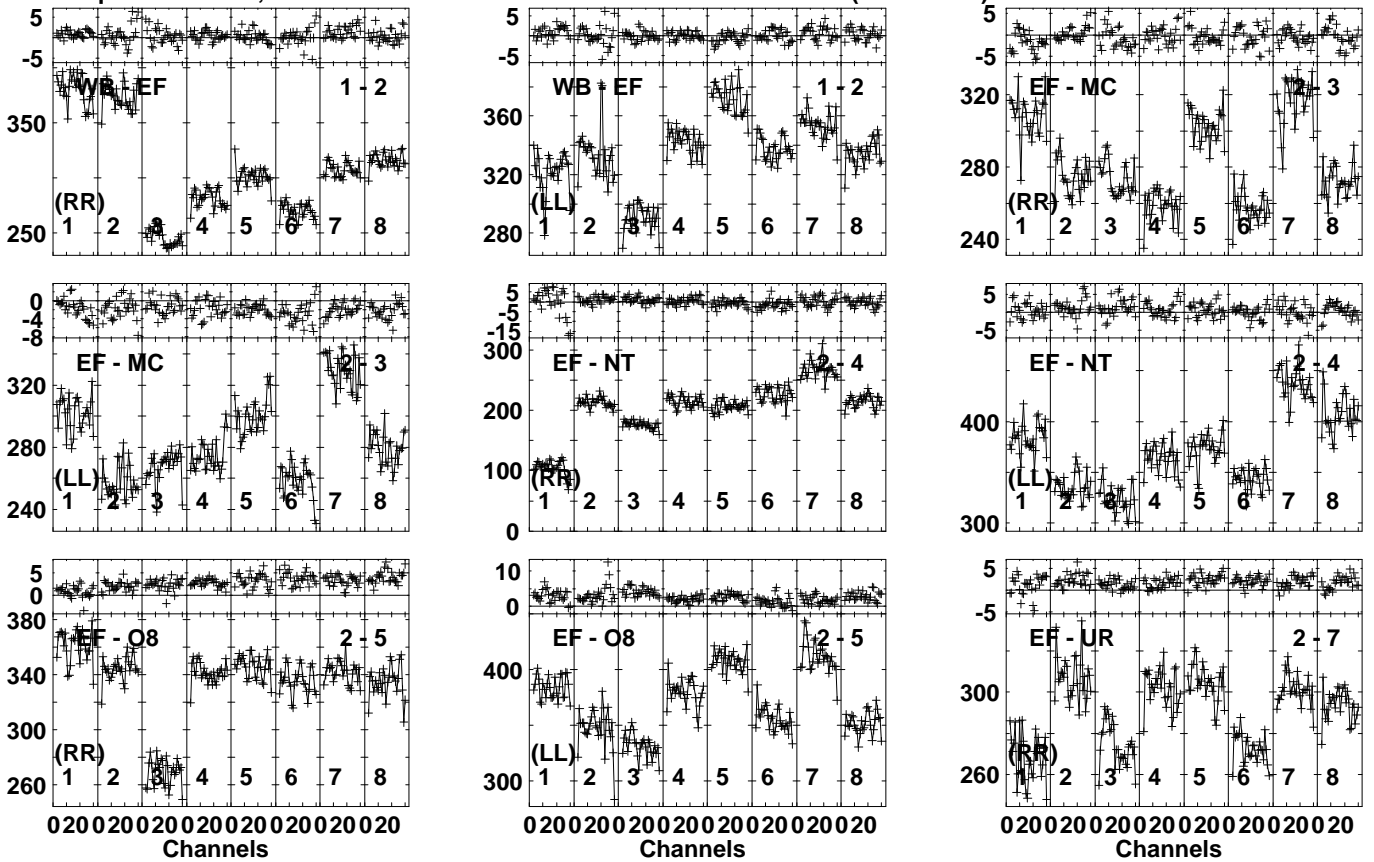 5
-5
WB - EF 1 - 2
350
250
(RR)
1 2 3 4 5 6 7 8
5
-5
WB - EF 1 - 2
360
320
280
(LL)
1 2 3 4 5 6 7 8
5
-5
EF - MC 2 - 3
320
280
240
(RR)
1 2 3 4 5 6 7 8
0
-4
-8
EF - MC 2 - 3
320
280
240
(LL)
1 2 3 4 5 6 7 8
5
-5
-15
EF - NT 2 - 4
300
200
100
0
(RR)
1 2 3 4 5 6 7 8
5
-5
EF - NT 2 - 4
400
300
(LL)
1 2 3 4 5 6 7 8
5
0
EF - O8 2 - 5
380
340
300
260
(RR)
1 2 3 4 5 6 7 8
0 20 0 20 0 20 0 20 0 20 0 20 0 20 0 20
Channels
10
0
EF - O8 2 - 5
400
300
(LL)
1 2 3 4 5 6 7 8
0 20 0 20 0 20 0 20 0 20 0 20 0 20 0 20
Channels
5
-5
EF - UR 2 - 7
300
260
(RR)
1 2 3 4 5 6 7 8
0 20 0 20 0 20 0 20 0 20 0 20 0 20 0 20
Channels